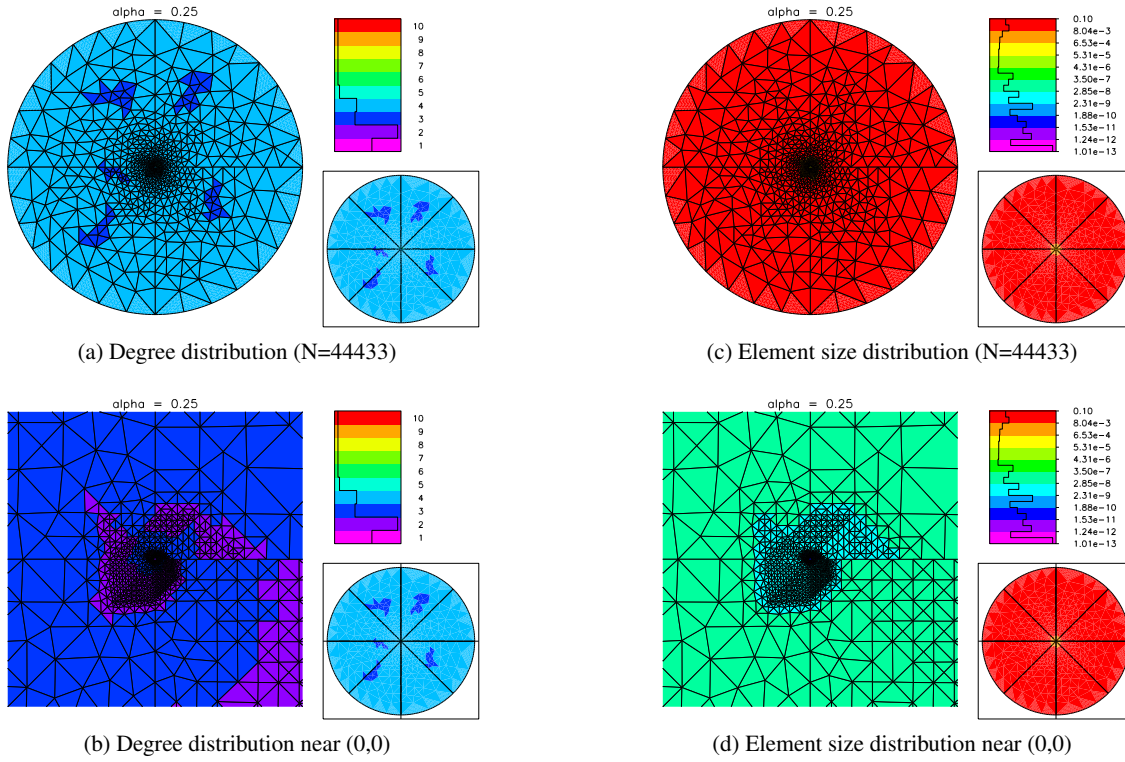 alpha = 0.25
10
9
8
7
6
5
4
3
2
1
(a) Degree distribution (N=44433)
alpha = 0.25
0.10
8.04e-3
6.53e-4
5.31e-5
4.31e-6
3.50e-7
2.85e-8
2.31e-9
1.88e-10
1.53e-11
1.24e-12
1.01e-13
(c) Element size distribution (N=44433)
alpha = 0.25
10
9
8
7
6
5
4
3
2
1
(b) Degree distribution near (0,0)
alpha = 0.25
0.10
8.04e-3
6.53e-4
5.31e-5
4.31e-6
3.50e-7
2.85e-8
2.31e-9
1.88e-10
1.53e-11
1.24e-12
1.01e-13
(d) Element size distribution near (0,0)